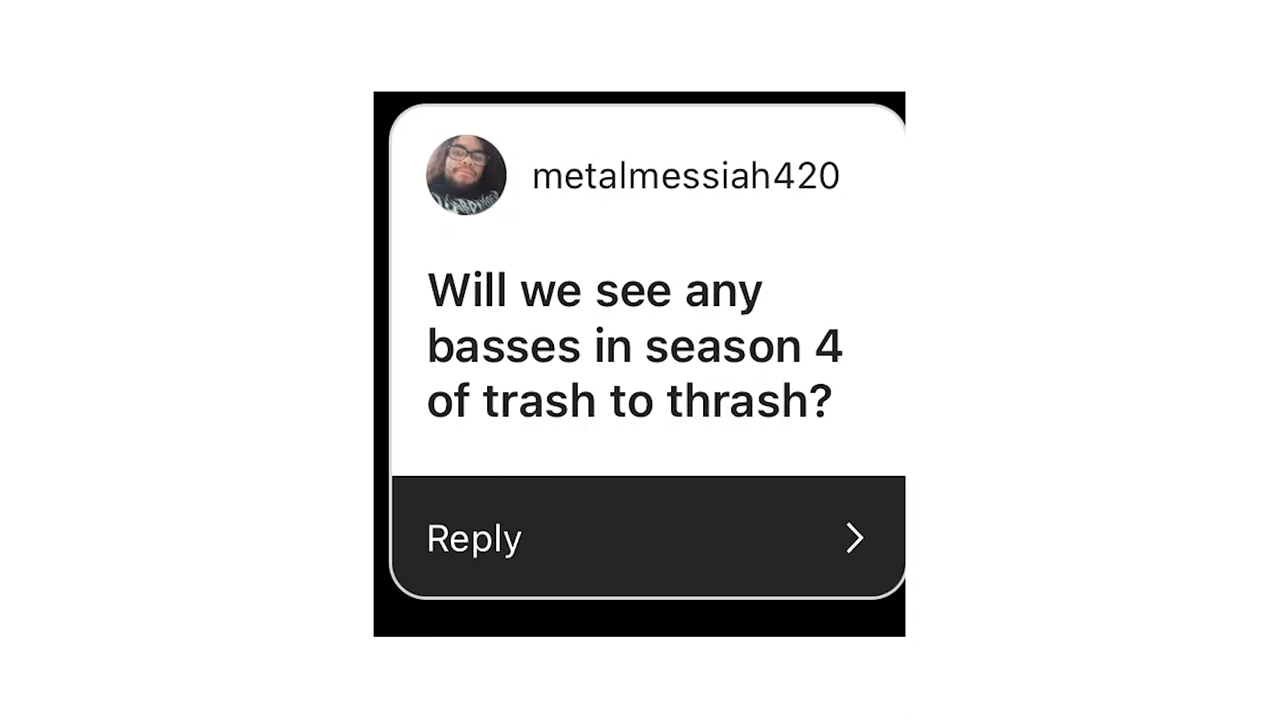 metalmessiah420
Will we see any
basses in season 4
of trash to thrash?
Reply